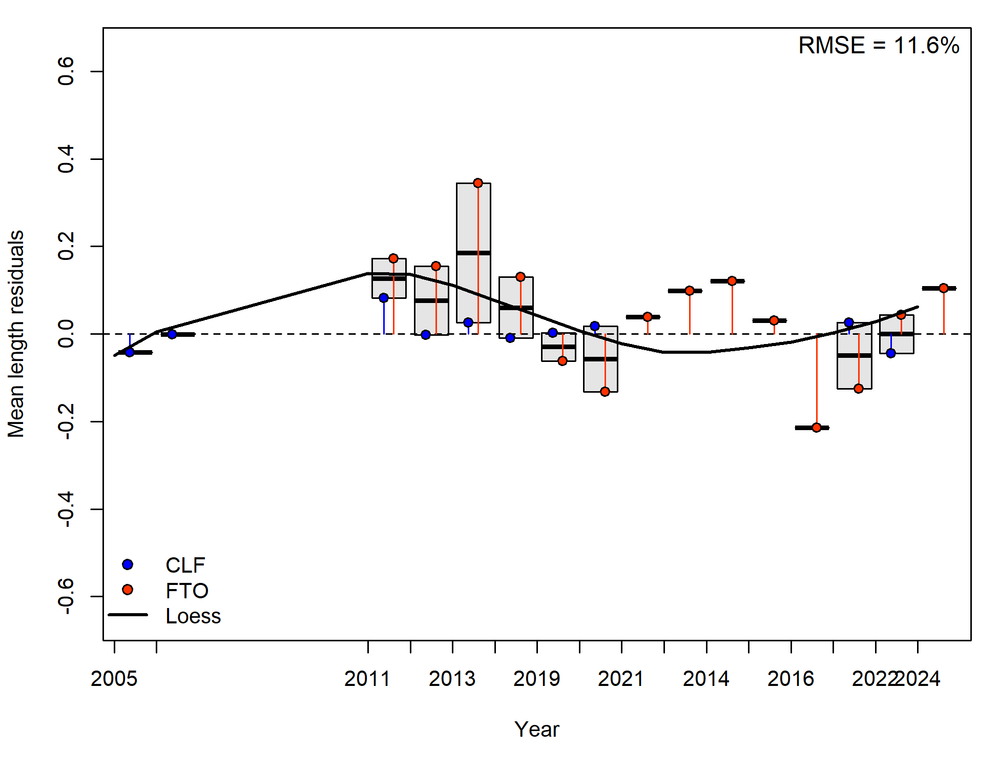 RMSE = 11.6%
Mean length residuals
0.6
0.4
0.2
0.0
-0.2
-0.4
-0.6
CLF
FTO
Loess
2005 2011 2013 2019 2021 2014 2016 2022 2024
Year